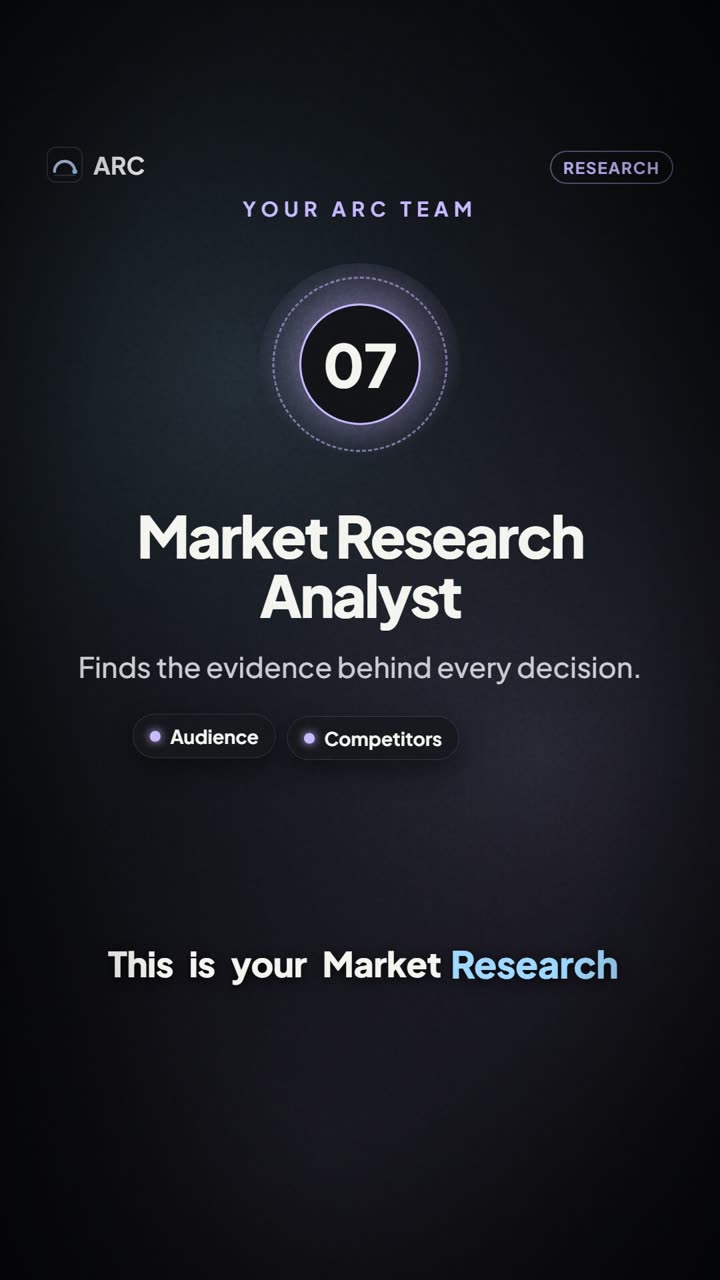 ARC
RESEARCH
YOUR ARC TEAM
07
Market Research
Analyst
Finds the evidence behind every decision.
Audience
Competitors
This is your Market Research